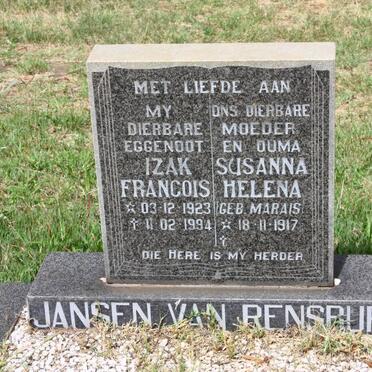 MET LIEFDE AAN
MY
DIERBARE
EGGENOOT
IZAK
FRANCOIS
☆ 03-12-1923
† 11-02-1994
ONS DIERBARE
MOEDER
EN OUMA
SUSANNA
HELENA
GEB. MARAIS
☆ 18-11-1917
†
DIE HERE IS MY HERDER
JANSEN VAN RENSBUR